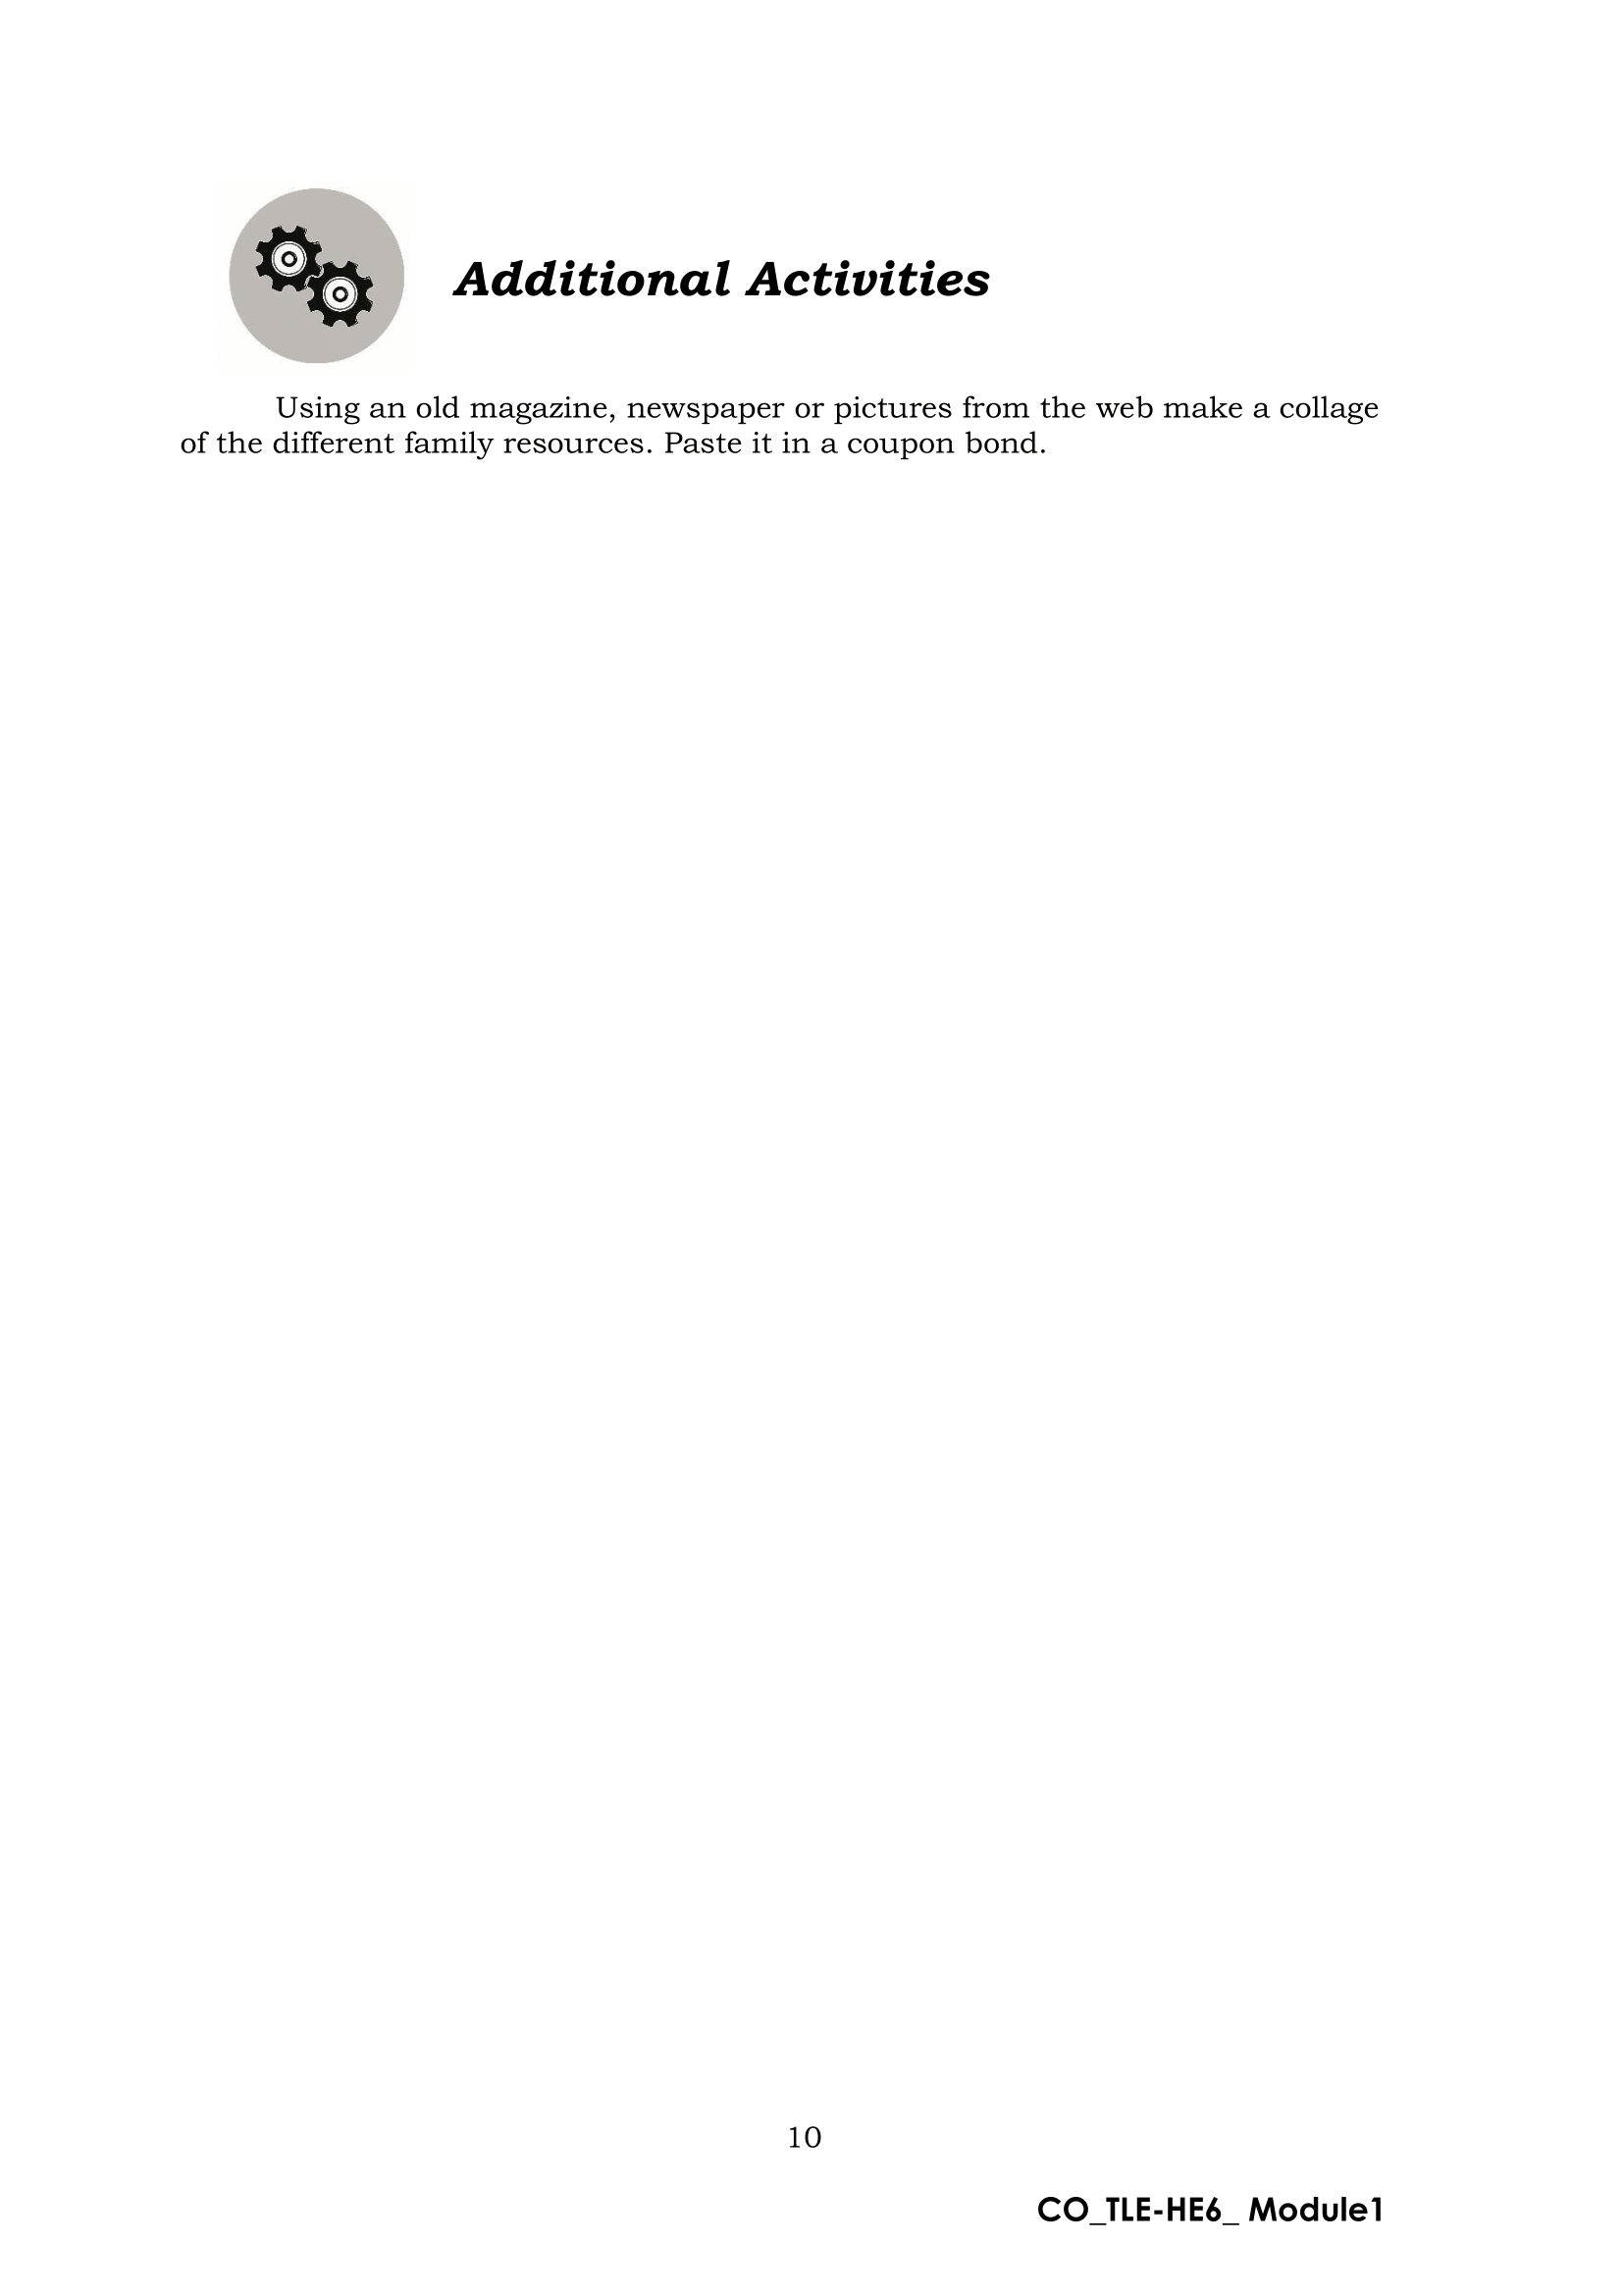 Additional Activities
Using an old magazine, newspaper or pictures from the web make a collage
of the different family resources. Paste it in a coupon bond.
10
CO_TLE-HE6_ Module1